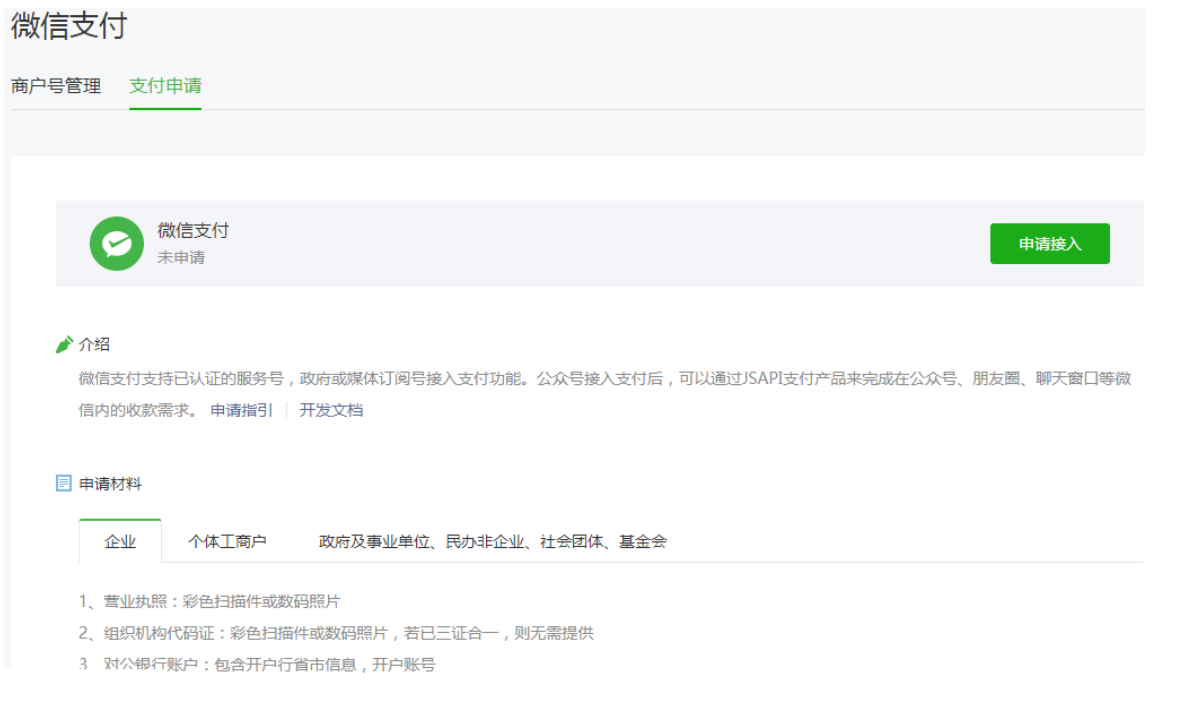 微信支付
商户号管理 支付申请
微信支付
未申请
申请接入
介绍
微信支付支持已认证的服务号，政府或媒体订阅号接入支付功能。公众号接入支付后，可以通过JSAPI支付产品来完成在公众号、朋友圈、聊天窗口等微
信内的收款需求。 申请指引 | 开发文档
申请材料
企业 个体工商户 政府及事业单位、民办非企业、社会团体、基金会
1、营业执照：彩色扫描件或数码照片
2、组织机构代码证：彩色扫描件或数码照片，若已三证合一，则无需提供
3、对公银行账户：包含开户行省市信息，开户账号